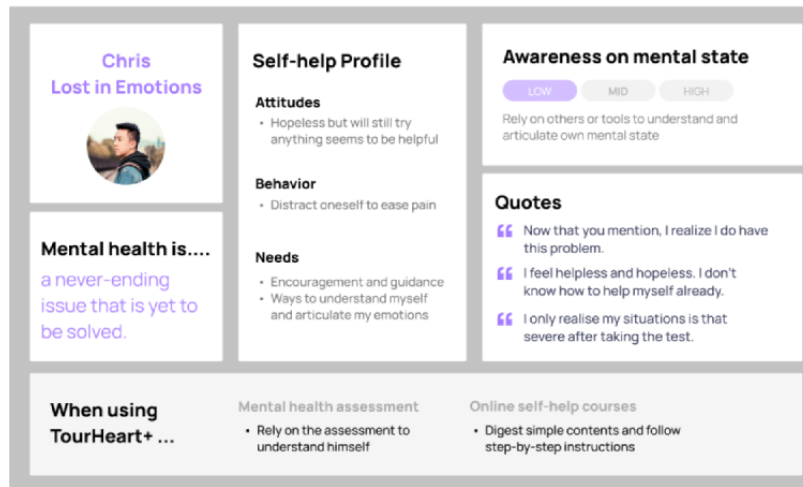 Chris
Lost in Emotions
Mental health is....
a never-ending
issue that is yet to
be solved.
Self-help Profile
Attitudes
• Hopeless but will still try
anything seems to be helpful
Behavior
• Distract oneself to ease pain
Needs
• Encouragement and guidance
• Ways to understand myself
and articulate my emotions
Awareness on mental state
LOW
MID
HIGH
Rely on others or tools to understand and
articulate own mental state
Quotes
Now that you mention, I realize I do have
this problem.
I feel helpless and hopeless. I don't
know how to help myself already.
I only realise my situations is that
severe after taking the test.
When using
TourHeart+ ...
Mental health assessment
• Rely on the assessment to
understand himself
Online self-help courses
• Digest simple contents and follow
step-by-step instructions